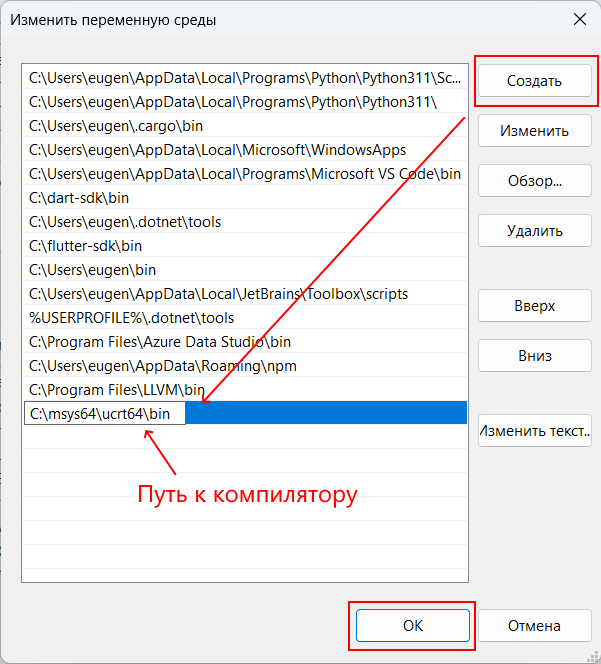 Изменить переменную среды
C:\Users\eugen\AppData\Local\Programs\Python\Python311\Sc...
C:\Users\eugen\AppData\Local\Programs\Python\Python311\
C:\Users\eugen\.cargo\bin
C:\Users\eugen\AppData\Local\Microsoft\WindowsApps
C:\Users\eugen\AppData\Local\Programs\Microsoft VS Code\bin
C:\dart-sdk\bin
C:\Users\eugen\.dotnet\tools
C:\flutter-sdk\bin
C:\Users\eugen\bin
C:\Users\eugen\AppData\Local\JetBrains\Toolbox\scripts
%USERPROFILE%\.dotnet\tools
C:\Program Files\Azure Data Studio\bin
C:\Users\eugen\AppData\Roaming\npm
C:\Program Files\LLVM\bin
C:\msys64\ucrt64\bin
Путь к компилятору
Создать
Изменить
Обзор...
Удалить
Вверх
Вниз
Изменить текст...
ОК
Отмена